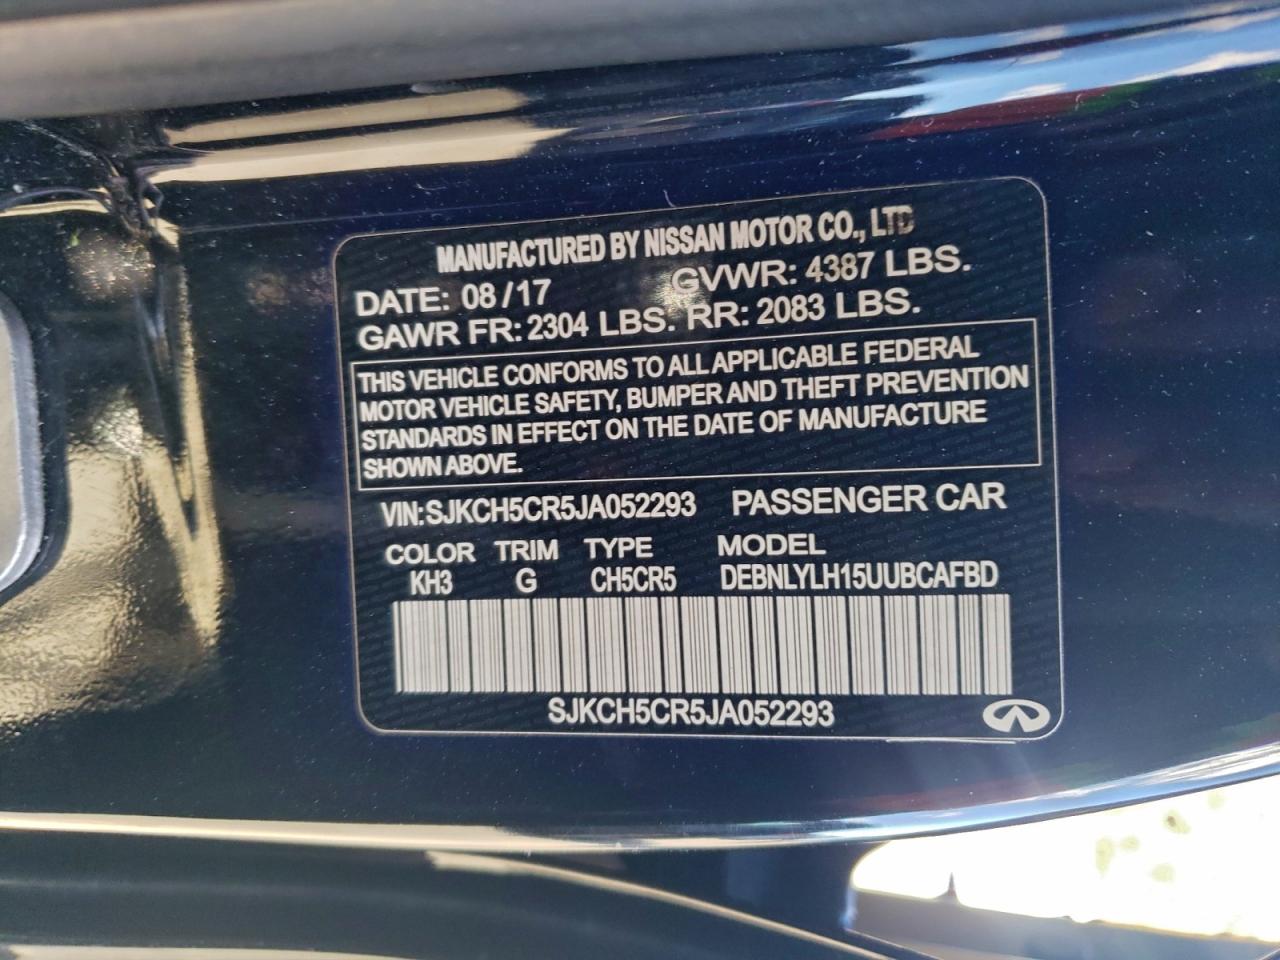 MANUFACTURED BY NISSAN MOTOR CO., LTD
DATE: 08/17 GVWR: 4387 LBS.
GAWR FR: 2304 LBS. RR: 2083 LBS.
THIS VEHICLE CONFORMS TO ALL APPLICABLE FEDERAL
MOTOR VEHICLE SAFETY, BUMPER AND THEFT PREVENTION
STANDARDS IN EFFECT ON THE DATE OF MANUFACTURE
SHOWN ABOVE.
VIN: SJKCH5CR5JA052293 PASSENGER CAR
COLOR TRIM TYPE MODEL
KH3 G CH5CR5 DEBNLYLH15UUBCAFBD
SJKCH5CR5JA052293